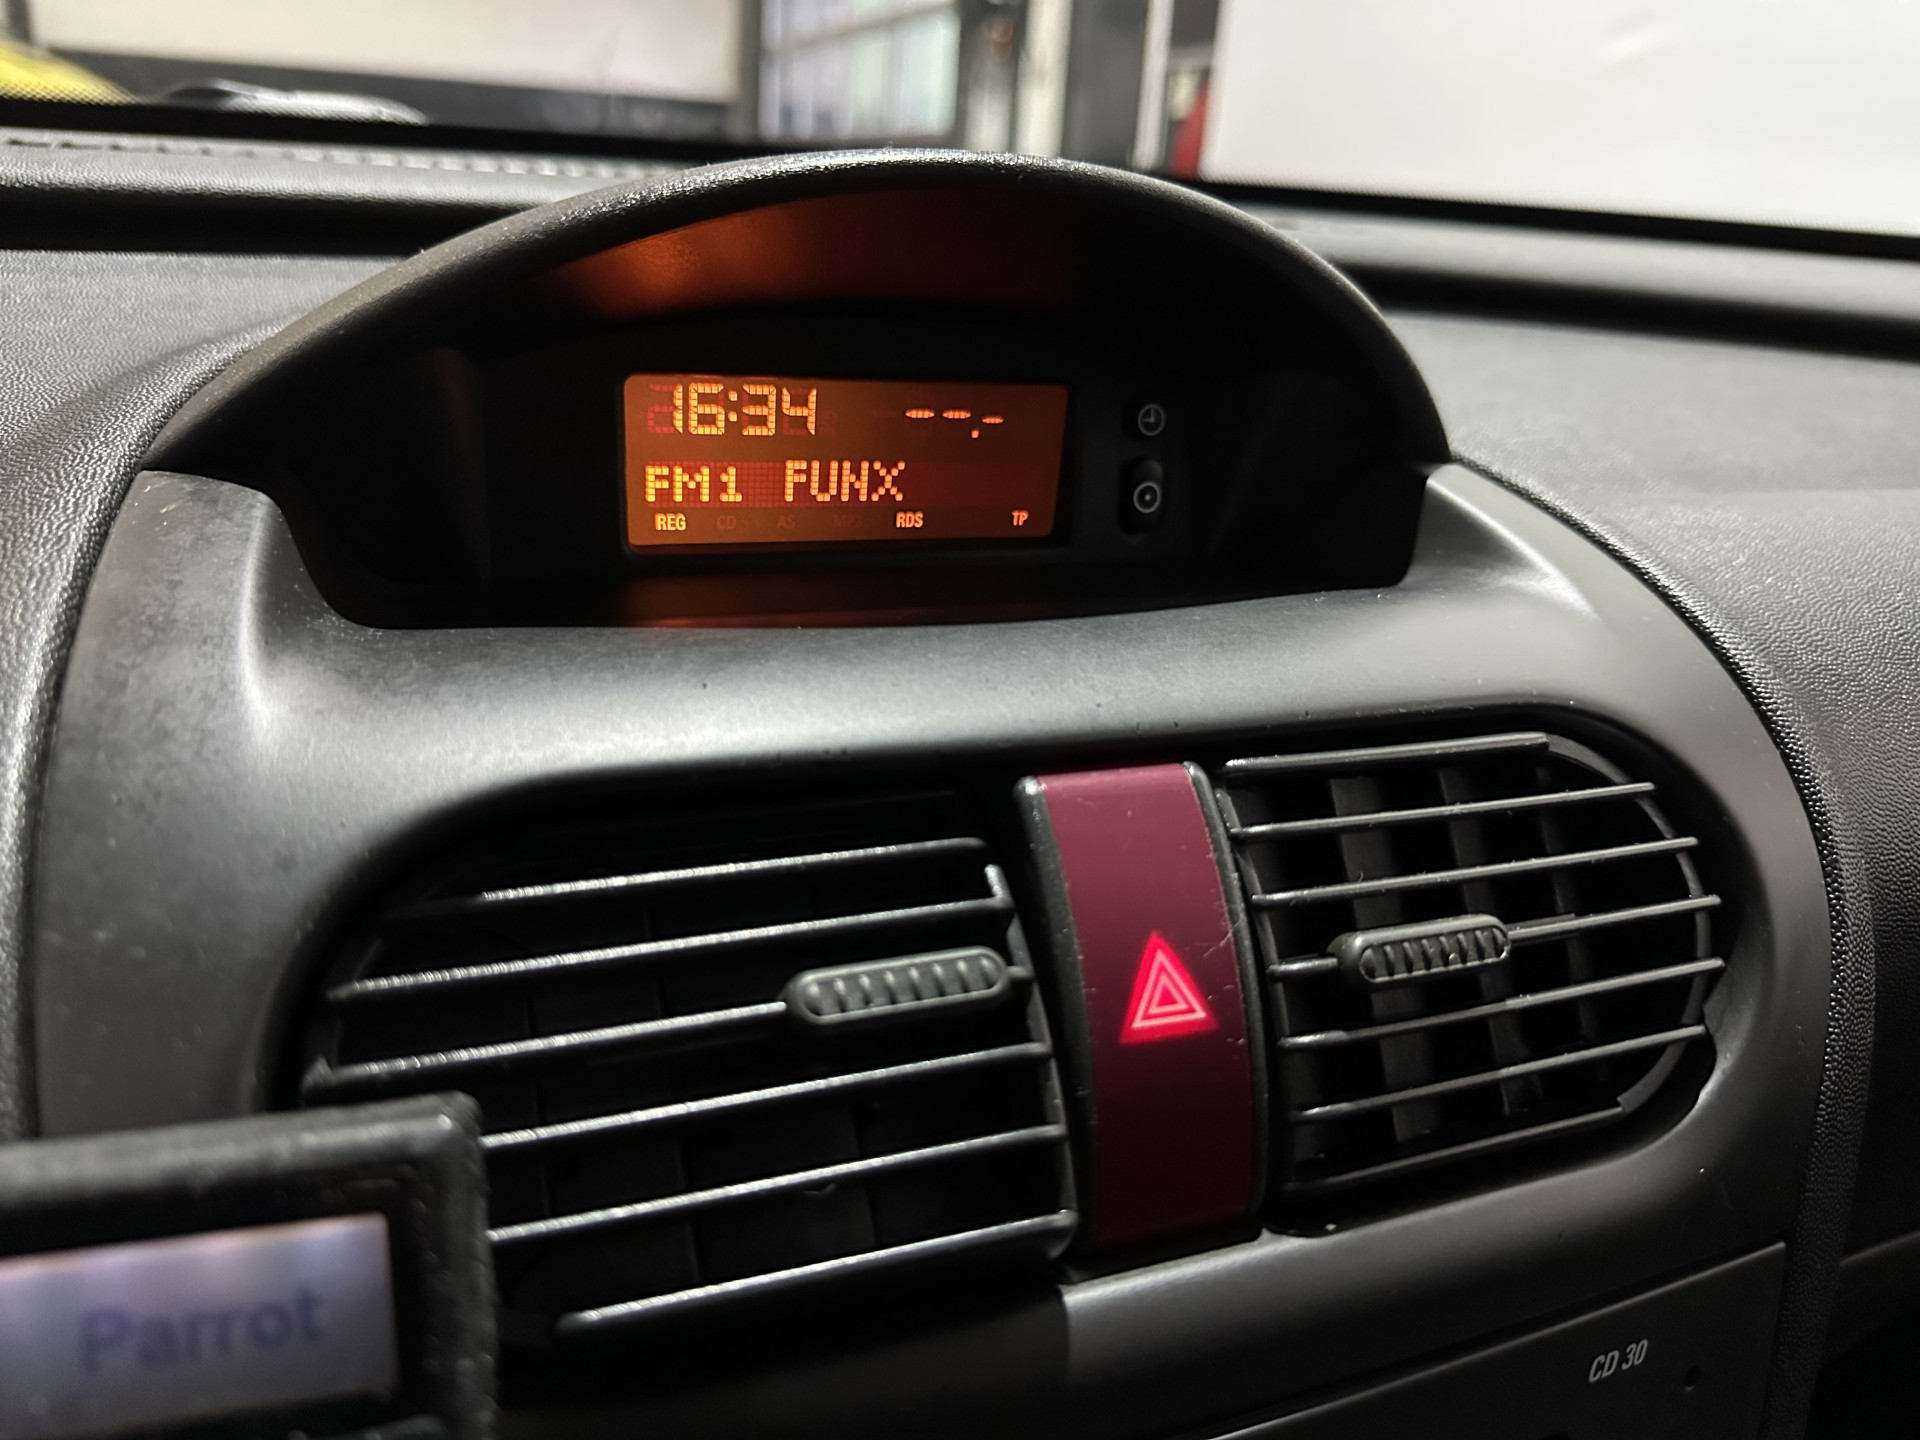 16:34 --.-
FM1 FUNX
REG CD AS MP3 RDS TP
Parrot
CD 30